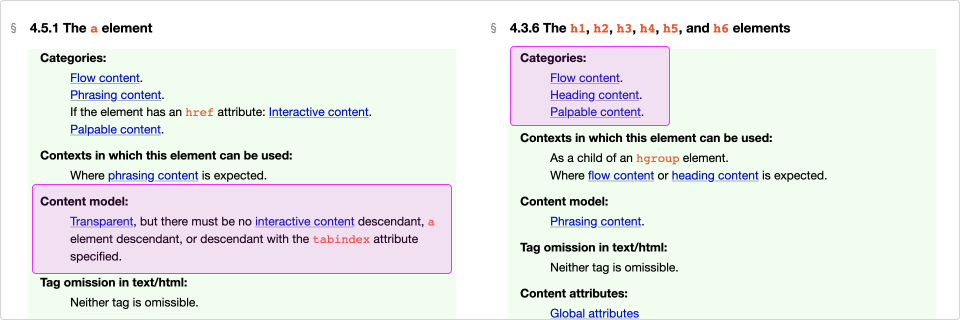 § 4.5.1 The a element
Categories:
Flow content.
Phrasing content.
If the element has an href attribute: Interactive content.
Palpable content.
Contexts in which this element can be used:
Where phrasing content is expected.
Content model:
Transparent, but there must be no interactive content descendant, a
element descendant, or descendant with the tabindex attribute
specified.
Tag omission in text/html:
Neither tag is omissible.
§ 4.3.6 The h1, h2, h3, h4, h5, and h6 elements
Categories:
Flow content.
Heading content.
Palpable content.
Contexts in which this element can be used:
As a child of an hgroup element.
Where flow content or heading content is expected.
Content model:
Phrasing content.
Tag omission in text/html:
Neither tag is omissible.
Content attributes:
Global attributes